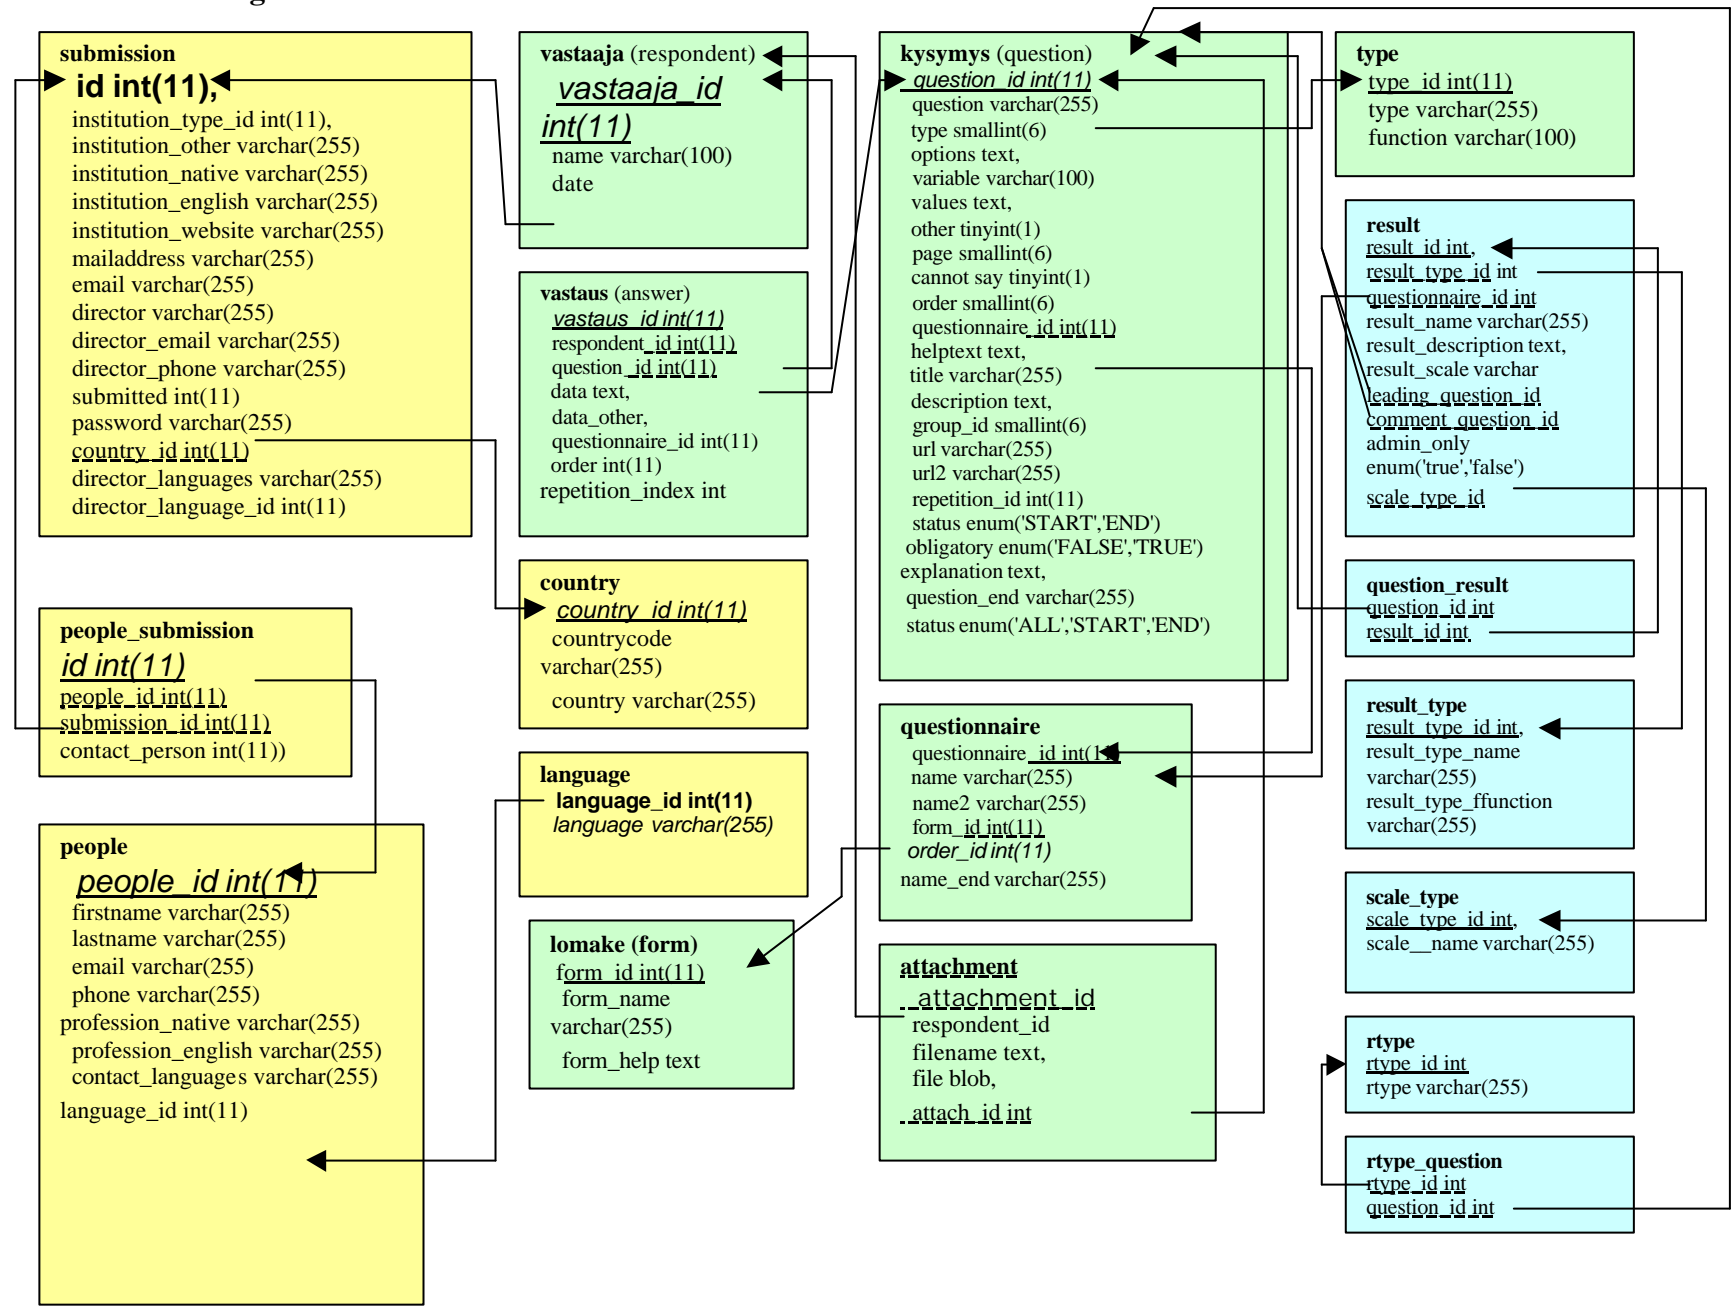 submission
id int(11),
institution_type_id int(11),
institution_other varchar(255)
institution_native varchar(255)
institution_english varchar(255)
institution_website varchar(255)
mailaddress varchar(255)
email varchar(255)
director varchar(255)
director_email varchar(255)
director_phone varchar(255)
submitted int(11)
password varchar(255)
country_id int(11)
director_languages varchar(255)
director_language_id int(11)
people_submission
id int(11)
people_id int(11)
submission_id int(11)
contact_person int(11))
people
people_id int(11)
firstname varchar(255)
lastname varchar(255)
email varchar(255)
phone varchar(255)
profession_native varchar(255)
profession_english varchar(255)
contact_languages varchar(255)
language_id int(11)
vastaaja (respondent)
vastaaja_id
int(11)
name varchar(100)
date
vastaus (answer)
vastaus_id int(11)
respondent_id int(11)
question_id int(11)
data text,
data_other,
questionnaire_id int(11)
order int(11)
repetition_index int
country
country_id int(11)
countrycode
varchar(255)
country varchar(255)
language
language_id int(11)
language varchar(255)
lomake (form)
form_id int(11)
form_name
varchar(255)
form_help text
kysymys (question)
question_id int(11)
question varchar(255)
type smallint(6)
options text,
variable varchar(100)
values text,
other tinyint(1)
page smallint(6)
cannot say tinyint(1)
order smallint(6)
questionnaire_id int(11)
helptext text,
title varchar(255)
description text,
group_id smallint(6)
url varchar(255)
url2 varchar(255)
repetition_id int(11)
status enum('START','END')
obligatory enum('FALSE','TRUE')
explanation text,
question_end varchar(255)
status enum('ALL','START','END')
questionnaire
questionnaire_id int(11)
name varchar(255)
name2 varchar(255)
form_id int(11)
order_id int(11)
name_end varchar(255)
attachment
attachment_id
respondent_id
filename text,
file blob,
attach_id int
type
type_id int(11)
type varchar(255)
function varchar(100)
result
result_id int,
result_type_id int
questionnaire_id int
result_name varchar(255)
result_description text,
result_scale varchar
leading_question_id
comment_question_id
admin_only
enum('true','false')
scale_type_id
question_result
question_id int
result_id int
result_type
result_type_id int,
result_type_name
varchar(255)
result_type_ffunction
varchar(255)
scale_type
scale_type_id int,
scale__name varchar(255)
rtype
rtype_id int
rtype varchar(255)
rtype_question
rtype_id int
question_id int